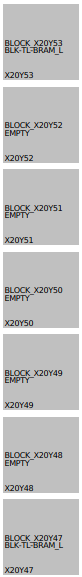 BLOCK_X20Y53
BLK-TL-BRAM_L
X20Y53
BLOCK_X20Y52
EMPTY
X20Y52
BLOCK_X20Y51
EMPTY
X20Y51
BLOCK_X20Y50
EMPTY
X20Y50
BLOCK_X20Y49
EMPTY
X20Y49
BLOCK_X20Y48
EMPTY
X20Y48
BLOCK_X20Y47
BLK-TL-BRAM_L
X20Y47